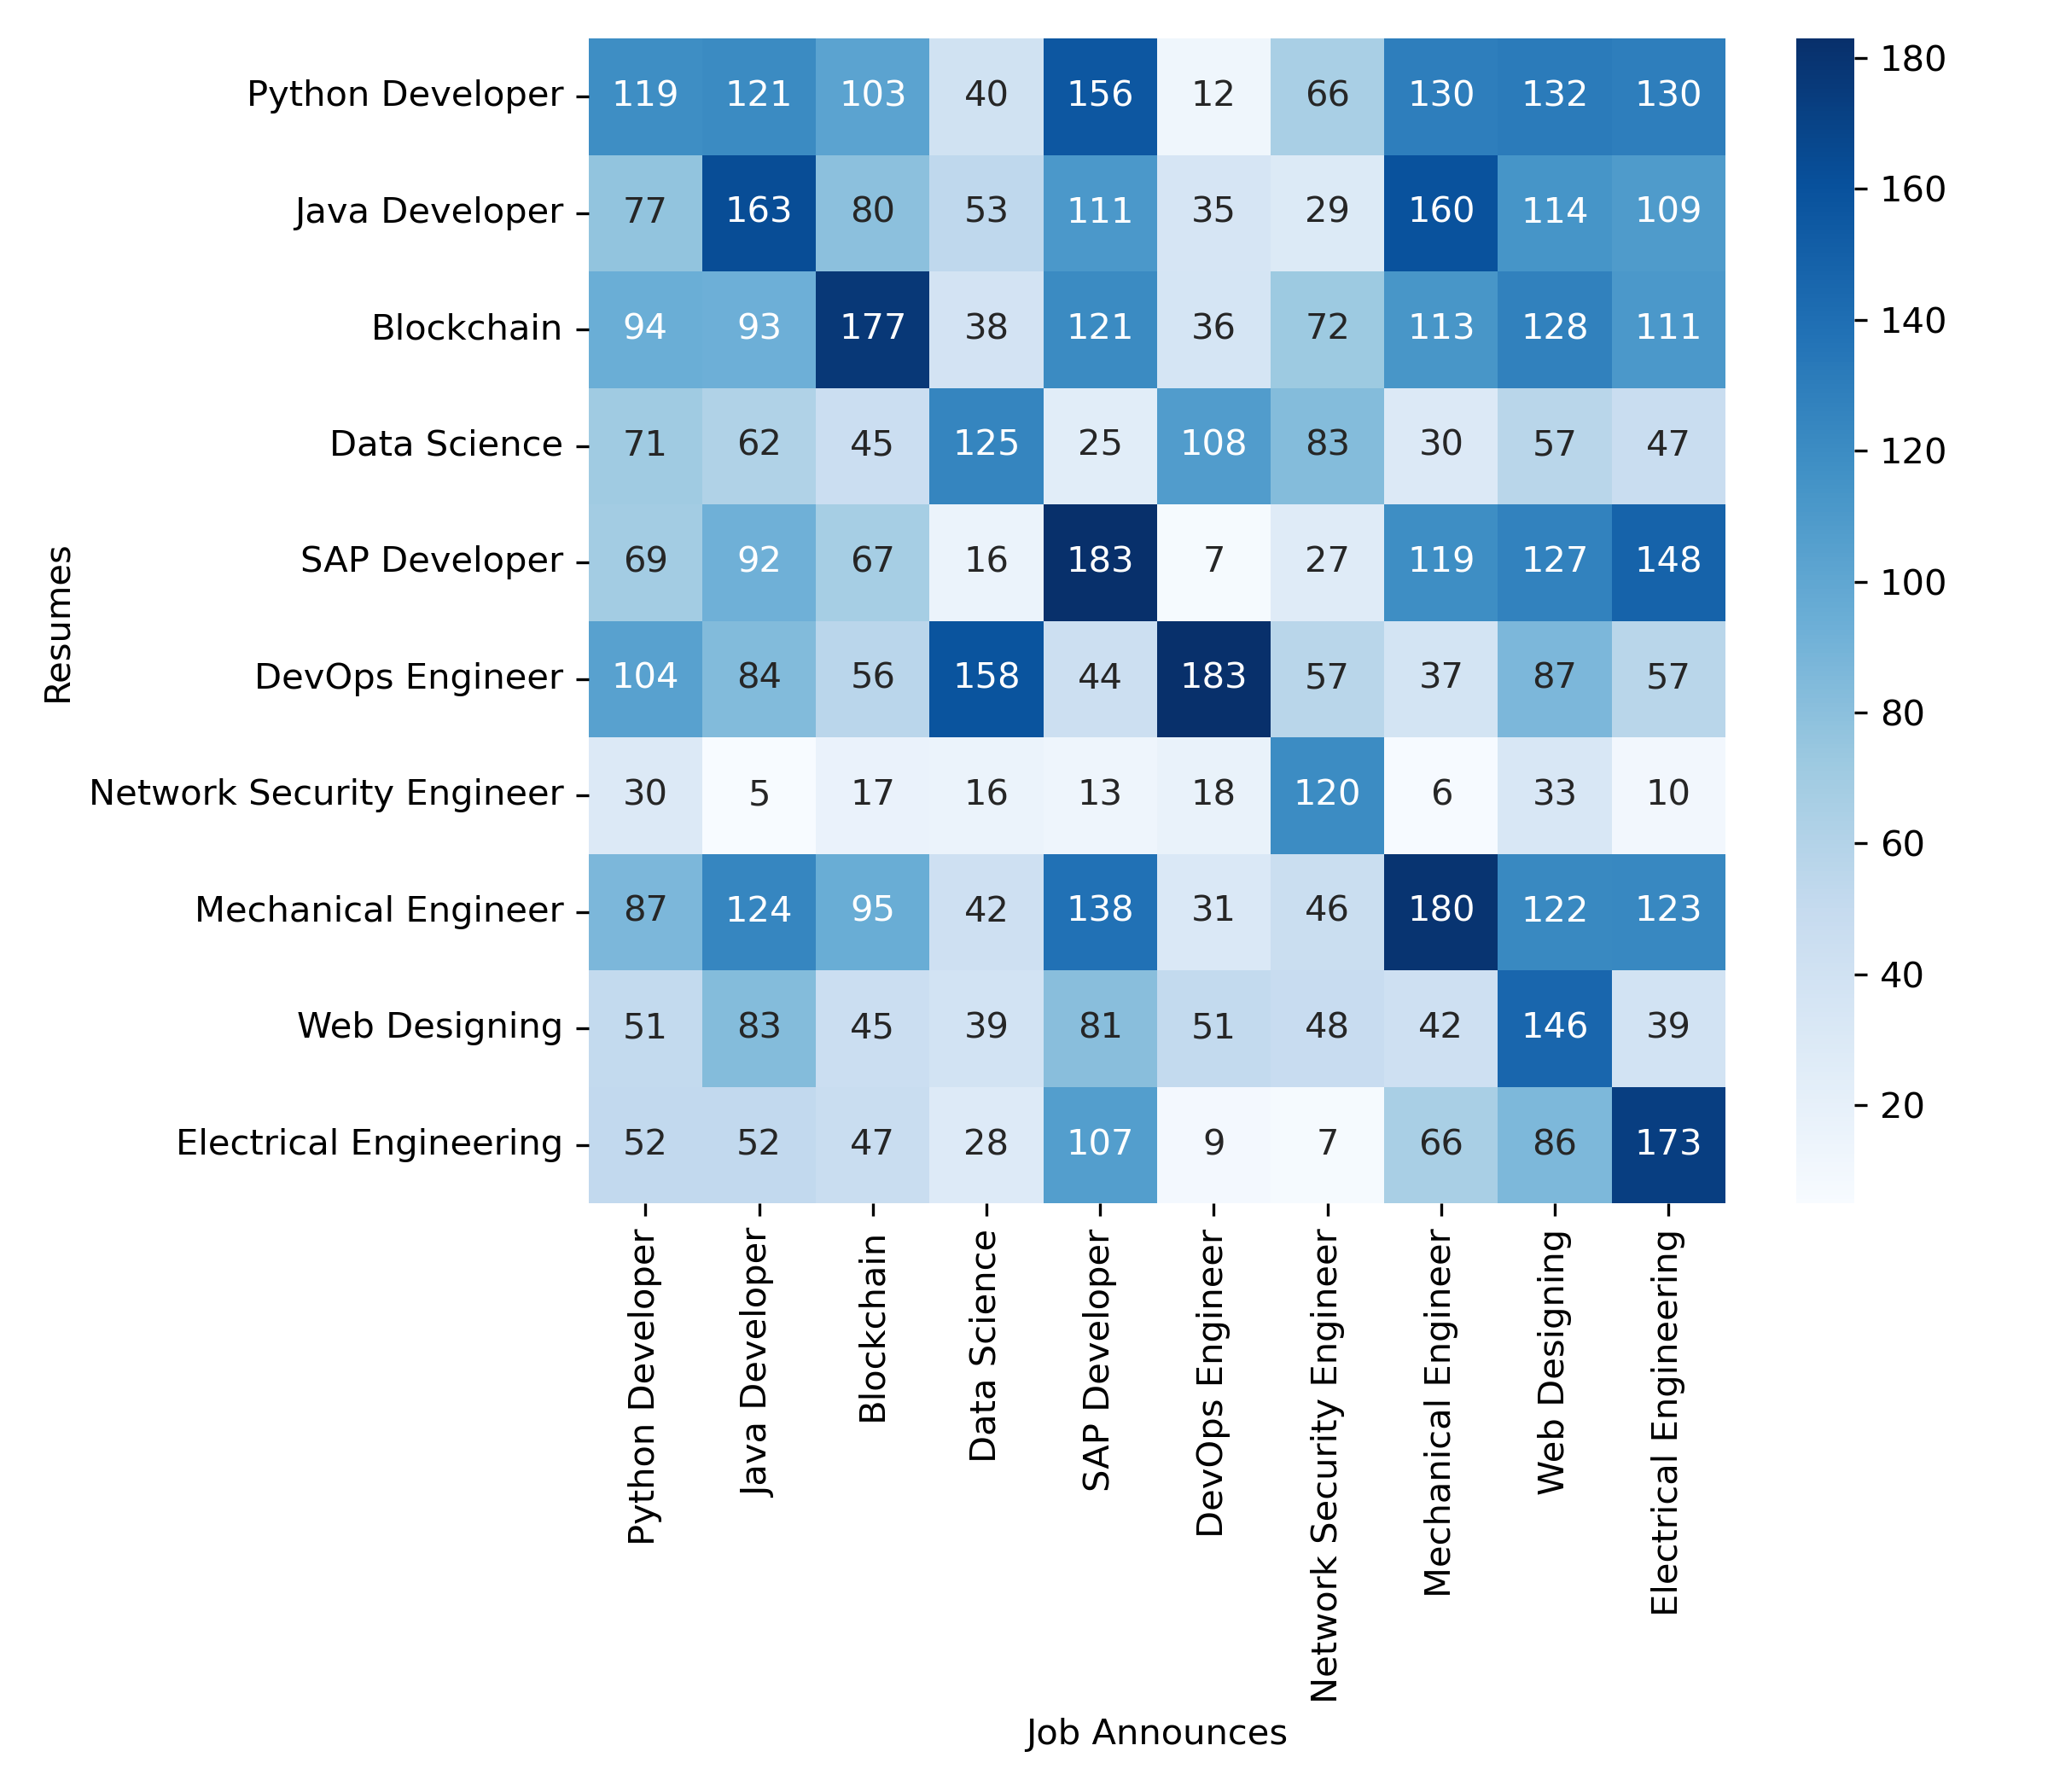 Python Developer 119 121 103 40 156 12 66 130 132 130
Java Developer 77 163 80 53 111 35 29 160 114 109
Blockchain 94 93 177 38 121 36 72 113 128 111
Data Science 71 62 45 125 25 108 83 30 57 47
SAP Developer 69 92 67 16 183 7 27 119 127 148
DevOps Engineer 104 84 56 158 44 183 57 37 87 57
Network Security Engineer 30 5 17 16 13 18 120 6 33 10
Mechanical Engineer 87 124 95 42 138 31 46 180 122 123
Web Designing 51 83 45 39 81 51 48 42 146 39
Electrical Engineering 52 52 47 28 107 9 7 66 86 173
Resumes
Python Developer
Java Developer
Blockchain
Data Science
SAP Developer
DevOps Engineer
Network Security Engineer
Mechanical Engineer
Web Designing
Electrical Engineering
Job Announces
180
160
140
120
100
80
60
40
20